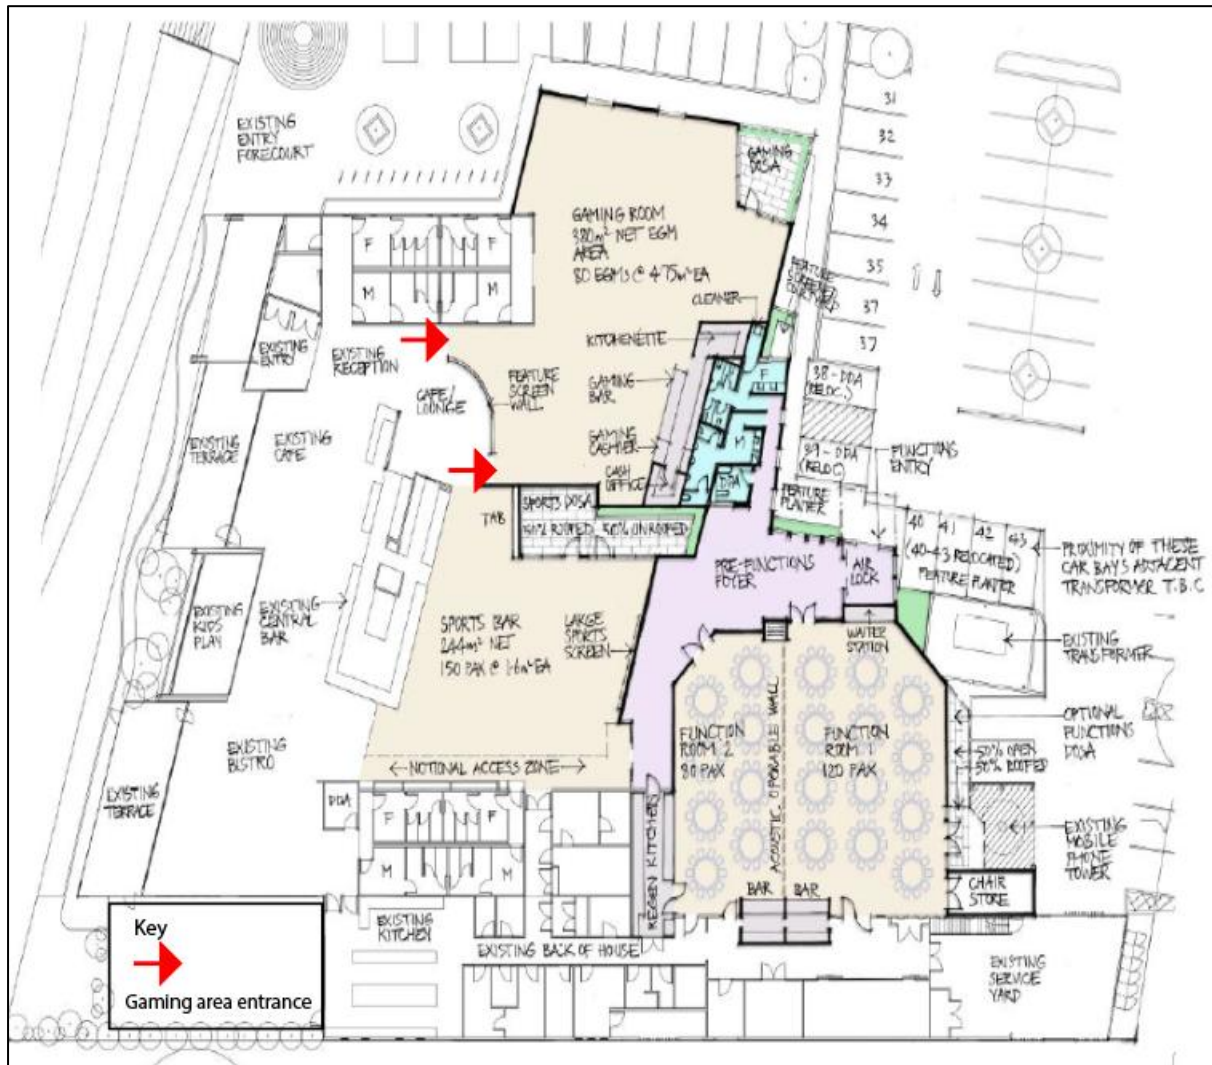 EXISTING
ENTRY
FORECOURT
31
32
33
34
35
37
37
38-DDA
(RELOC.)
39-DDA
(RELOC)
GAMING
DOSA
GAMING ROOM
380m² NET EGM
AREA
80 EGMs @ 4.75m² EA
FEATURE
SCREENED
COURTYARD
CLEANER
KITCHENETTE
GAMING
BAR
GAMING
CASHIER
CASH
OFFICE
F
M
DDA
F
F
M
M
EXISTING
ENTRY
EXISTING
RECEPTION
CAFE/
LOUNGE
FEATURE
SCREEN
WALL
EXISTING
TERRACE
EXISTING
CAFE
FUNCTIONS
ENTRY
FEATURE
PLANTER
40
41
42
43
(40-43 RELOCATED)
FEATURE PLANTER
PROXIMITY OF THESE
CAR BAYS ADJACENT
TRANSFORMER T.B.C
TAB
SPORTS DOSA
50% ROOFED
50% UNROOFED
PRE-FUNCTIONS
FOYER
AIR
LOCK
WAITER
STATION
EXISTING
TRANSFORMER
EXISTING
KIDS
PLAY
EXISTING
CENTRAL
BAR
SPORTS BAR
244m² NET
150 PAX @ 1.6m² EA
LARGE
SPORTS
SCREEN
FUNCTION
ROOM 2
80 PAX
ACOUSTIC OPERABLE WALL
FUNCTION
ROOM 1
120 PAX
OPTIONAL
FUNCTIONS
DOSA
50% OPEN
50% ROOFED
EXISTING
BISTRO
NOTIONAL ACCESS ZONE
EXISTING
TERRACE
DDA
F
F
M
M
REGEN KITCHEN
EXISTING
MOBILE
PHONE
TOWER
BAR
BAR
CHAIR
STORE
EXISTING
KITCHEN
EXISTING BACK OF HOUSE
EXISTING
SERVICE
YARD
Key
Gaming area entrance